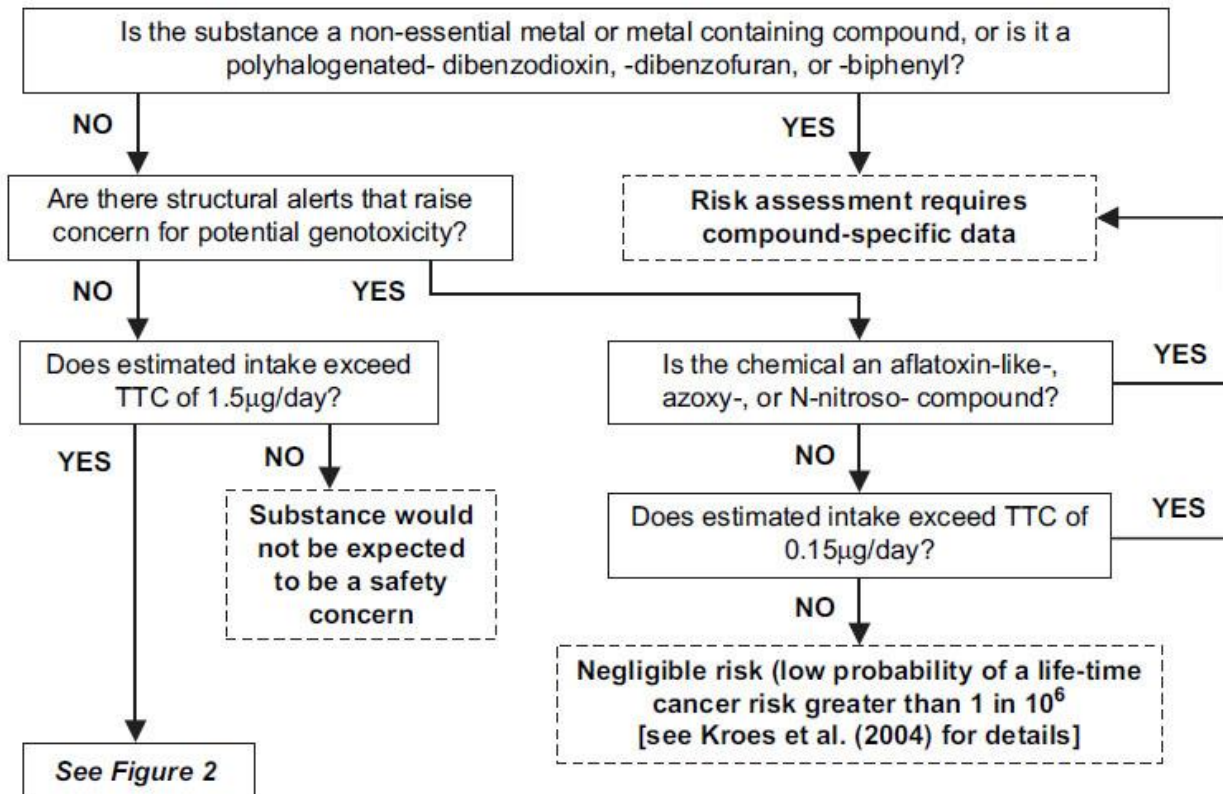 Is the substance a non-essential metal or metal containing compound, or is it a
polyhalogenated- dibenzodioxin, -dibenzofuran, or -biphenyl?
NO
YES
Are there structural alerts that raise
concern for potential genotoxicity?
Risk assessment requires
compound-specific data
NO
YES
Does estimated intake exceed
TTC of 1.5μg/day?
Is the chemical an aflatoxin-like-,
azoxy-, or N-nitroso- compound?
YES
YES
NO
NO
Substance would
not be expected
to be a safety
concern
Does estimated intake exceed TTC of
0.15μg/day?
YES
NO
Negligible risk (low probability of a life-time
cancer risk greater than 1 in 10⁶
[see Kroes et al. (2004) for details]
See Figure 2